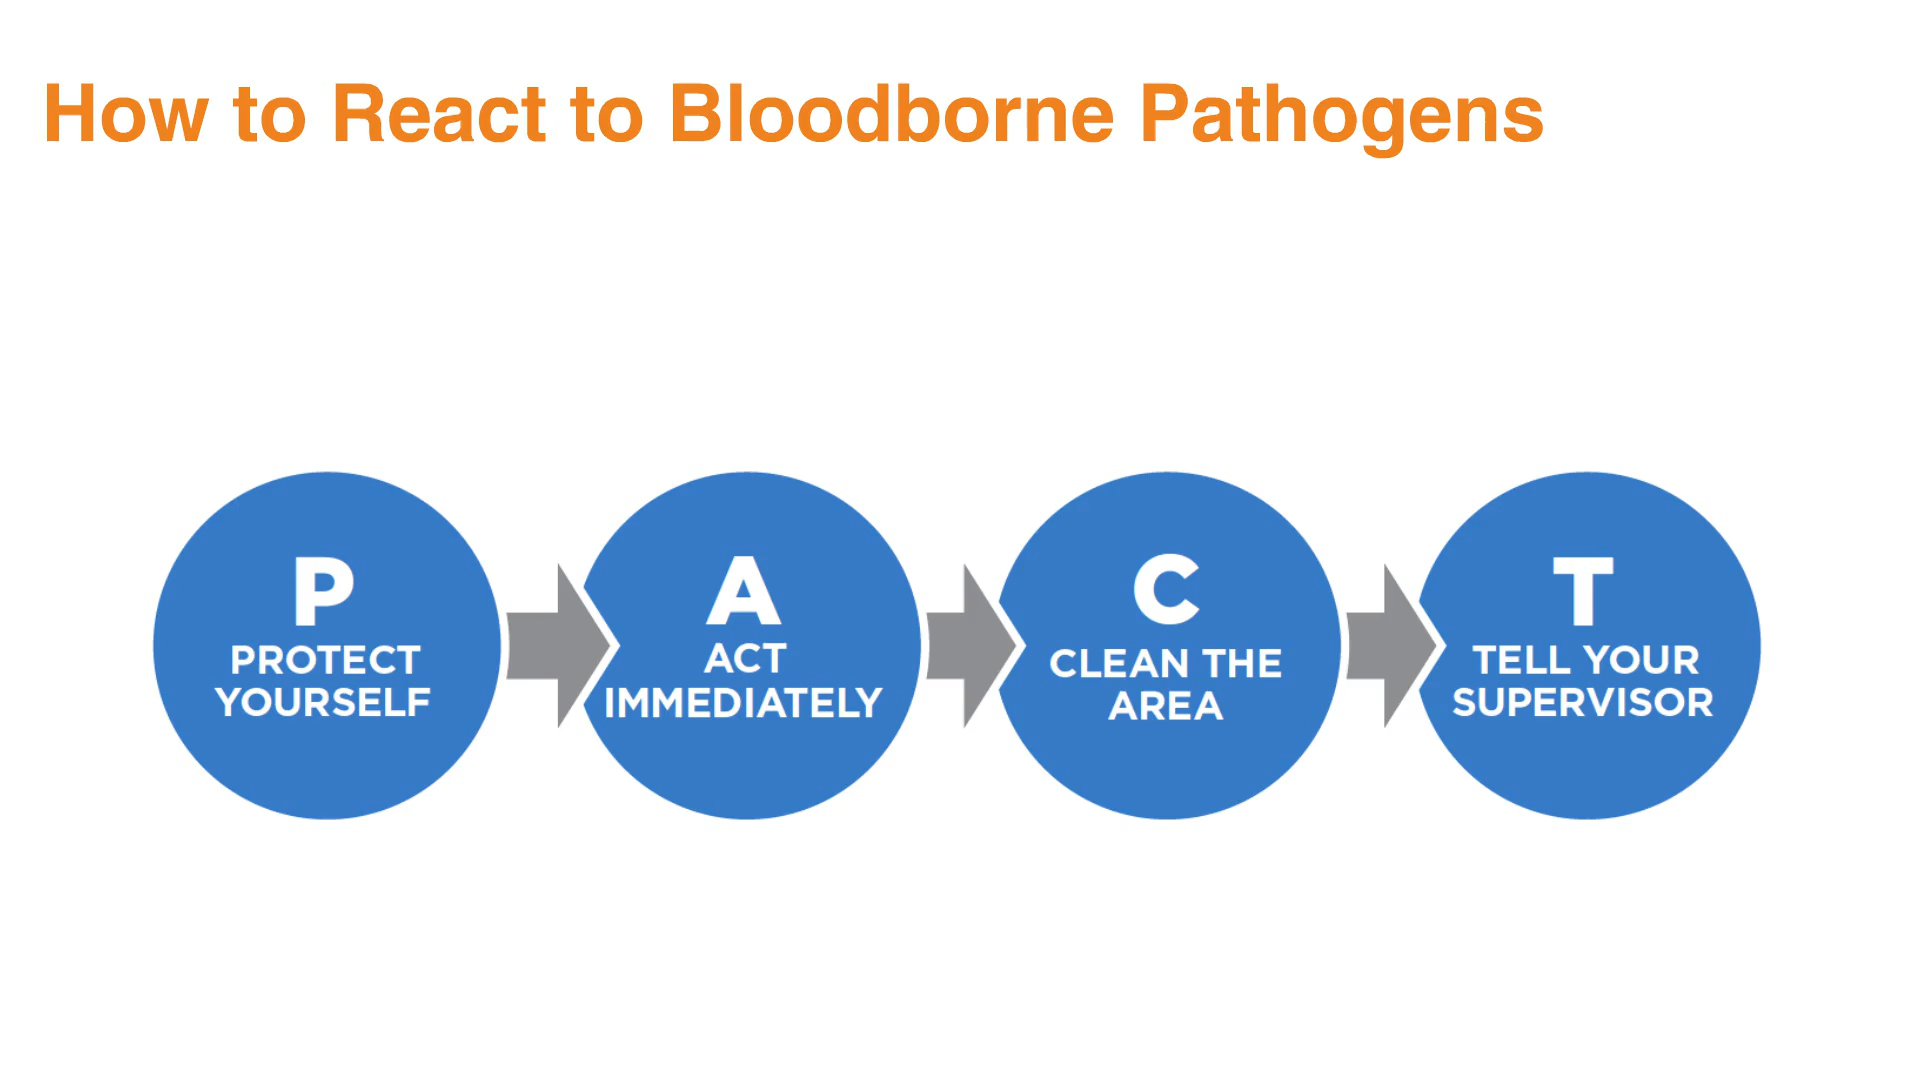 How to React to Bloodborne Pathogens
P
PROTECT
YOURSELF
A
ACT
IMMEDIATELY
C
CLEAN THE
AREA
T
TELL YOUR
SUPERVISOR